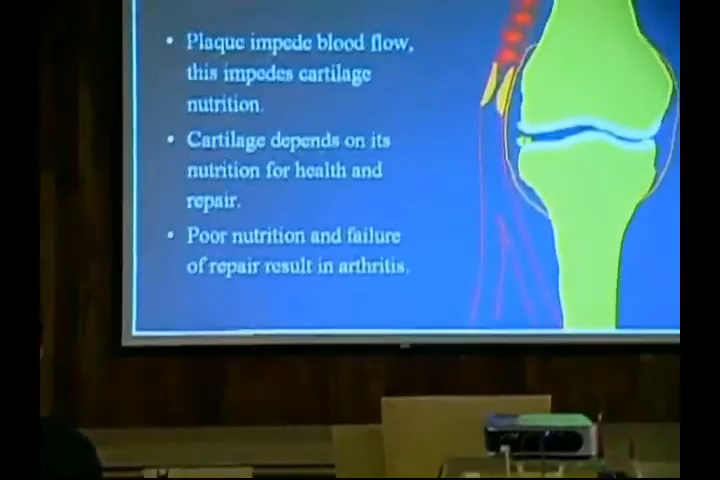 • Plaque impede blood flow,
this impedes cartilage
nutrition.
• Cartilage depends on its
nutrition for health and
repair.
• Poor nutrition and failure
of repair result in arthritis.